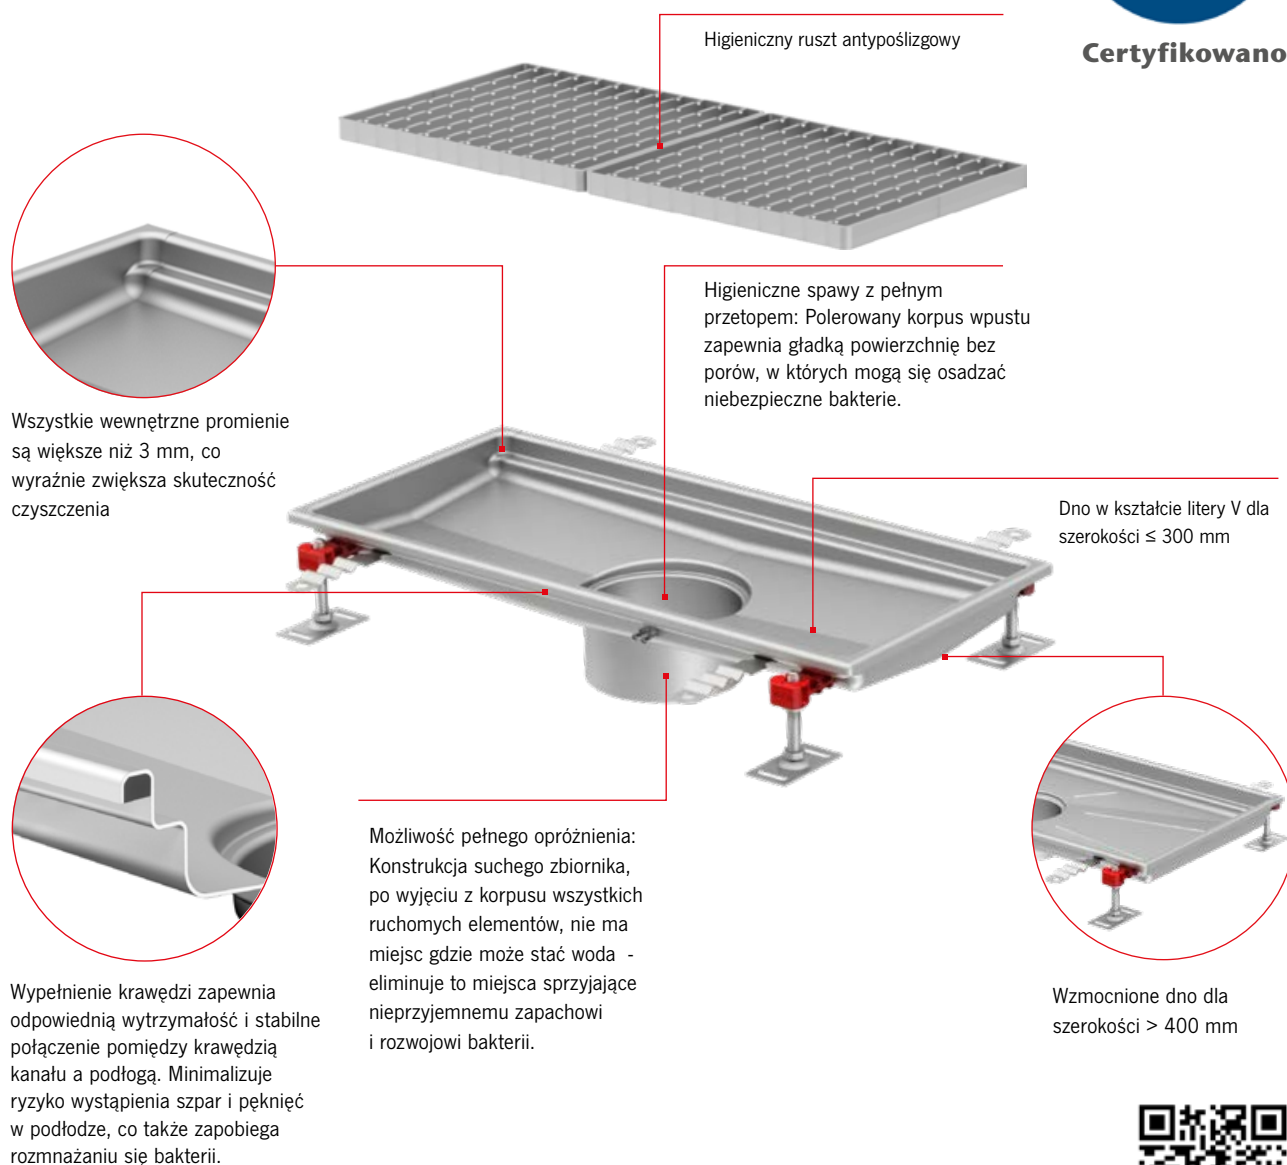 Higieniczny ruszt antypoślizgowy
Certyfikowano
Higieniczne spawy z pełnym
przetopem: Polerowany korpus wpustu
zapewnia gładką powierzchnię bez
porów, w których mogą się osadzać
niebezpieczne bakterie.
Wszystkie wewnętrzne promienie
są większe niż 3 mm, co
wyraźnie zwiększa skuteczność
czyszczenia
Dno w kształcie litery V dla
szerokości ≤ 300 mm
Możliwość pełnego opróżnienia:
Konstrukcja suchego zbiornika,
po wyjęciu z korpusu wszystkich
ruchomych elementów, nie ma
miejsc gdzie może stać woda -
eliminuje to miejsca sprzyjające
nieprzyjemnemu zapachowi
i rozwojowi bakterii.
Wypełnienie krawędzi zapewnia
odpowiednią wytrzymałość i stabilne
połączenie pomiędzy krawędzią
kanału a podłogą. Minimalizuje
ryzyko wystąpienia szpar i pęknięć
w podłodze, co także zapobiega
rozmnażaniu się bakterii.
Wzmocnione dno dla
szerokości > 400 mm